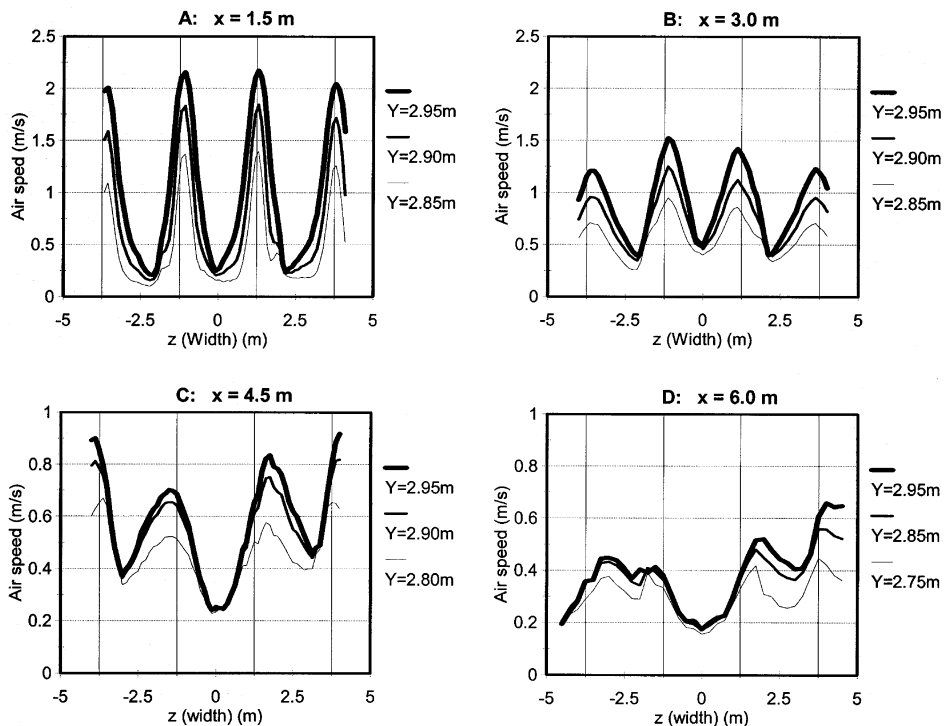 A: x = 1.5 m
2.5
2
1.5
1
0.5
0
Air speed (m/s)
-5 -2.5 0 2.5 5
z (Width) (m)
Y=2.95m
Y=2.90m
Y=2.85m
B: x = 3.0 m
2.5
2
1.5
1
0.5
0
Air speed (m/s)
-5 -2.5 0 2.5 5
z (Width) (m)
Y=2.95m
Y=2.90m
Y=2.85m
C: x = 4.5 m
1
0.8
0.6
0.4
0.2
0
Air speed (m/s)
-5 -2.5 0 2.5 5
z (width) (m)
Y=2.95m
Y=2.90m
Y=2.80m
D: x = 6.0 m
1
0.8
0.6
0.4
0.2
0
Air speed (m/s)
-5 -2.5 0 2.5 5
z (width) (m)
Y=2.95m
Y=2.85m
Y=2.75m